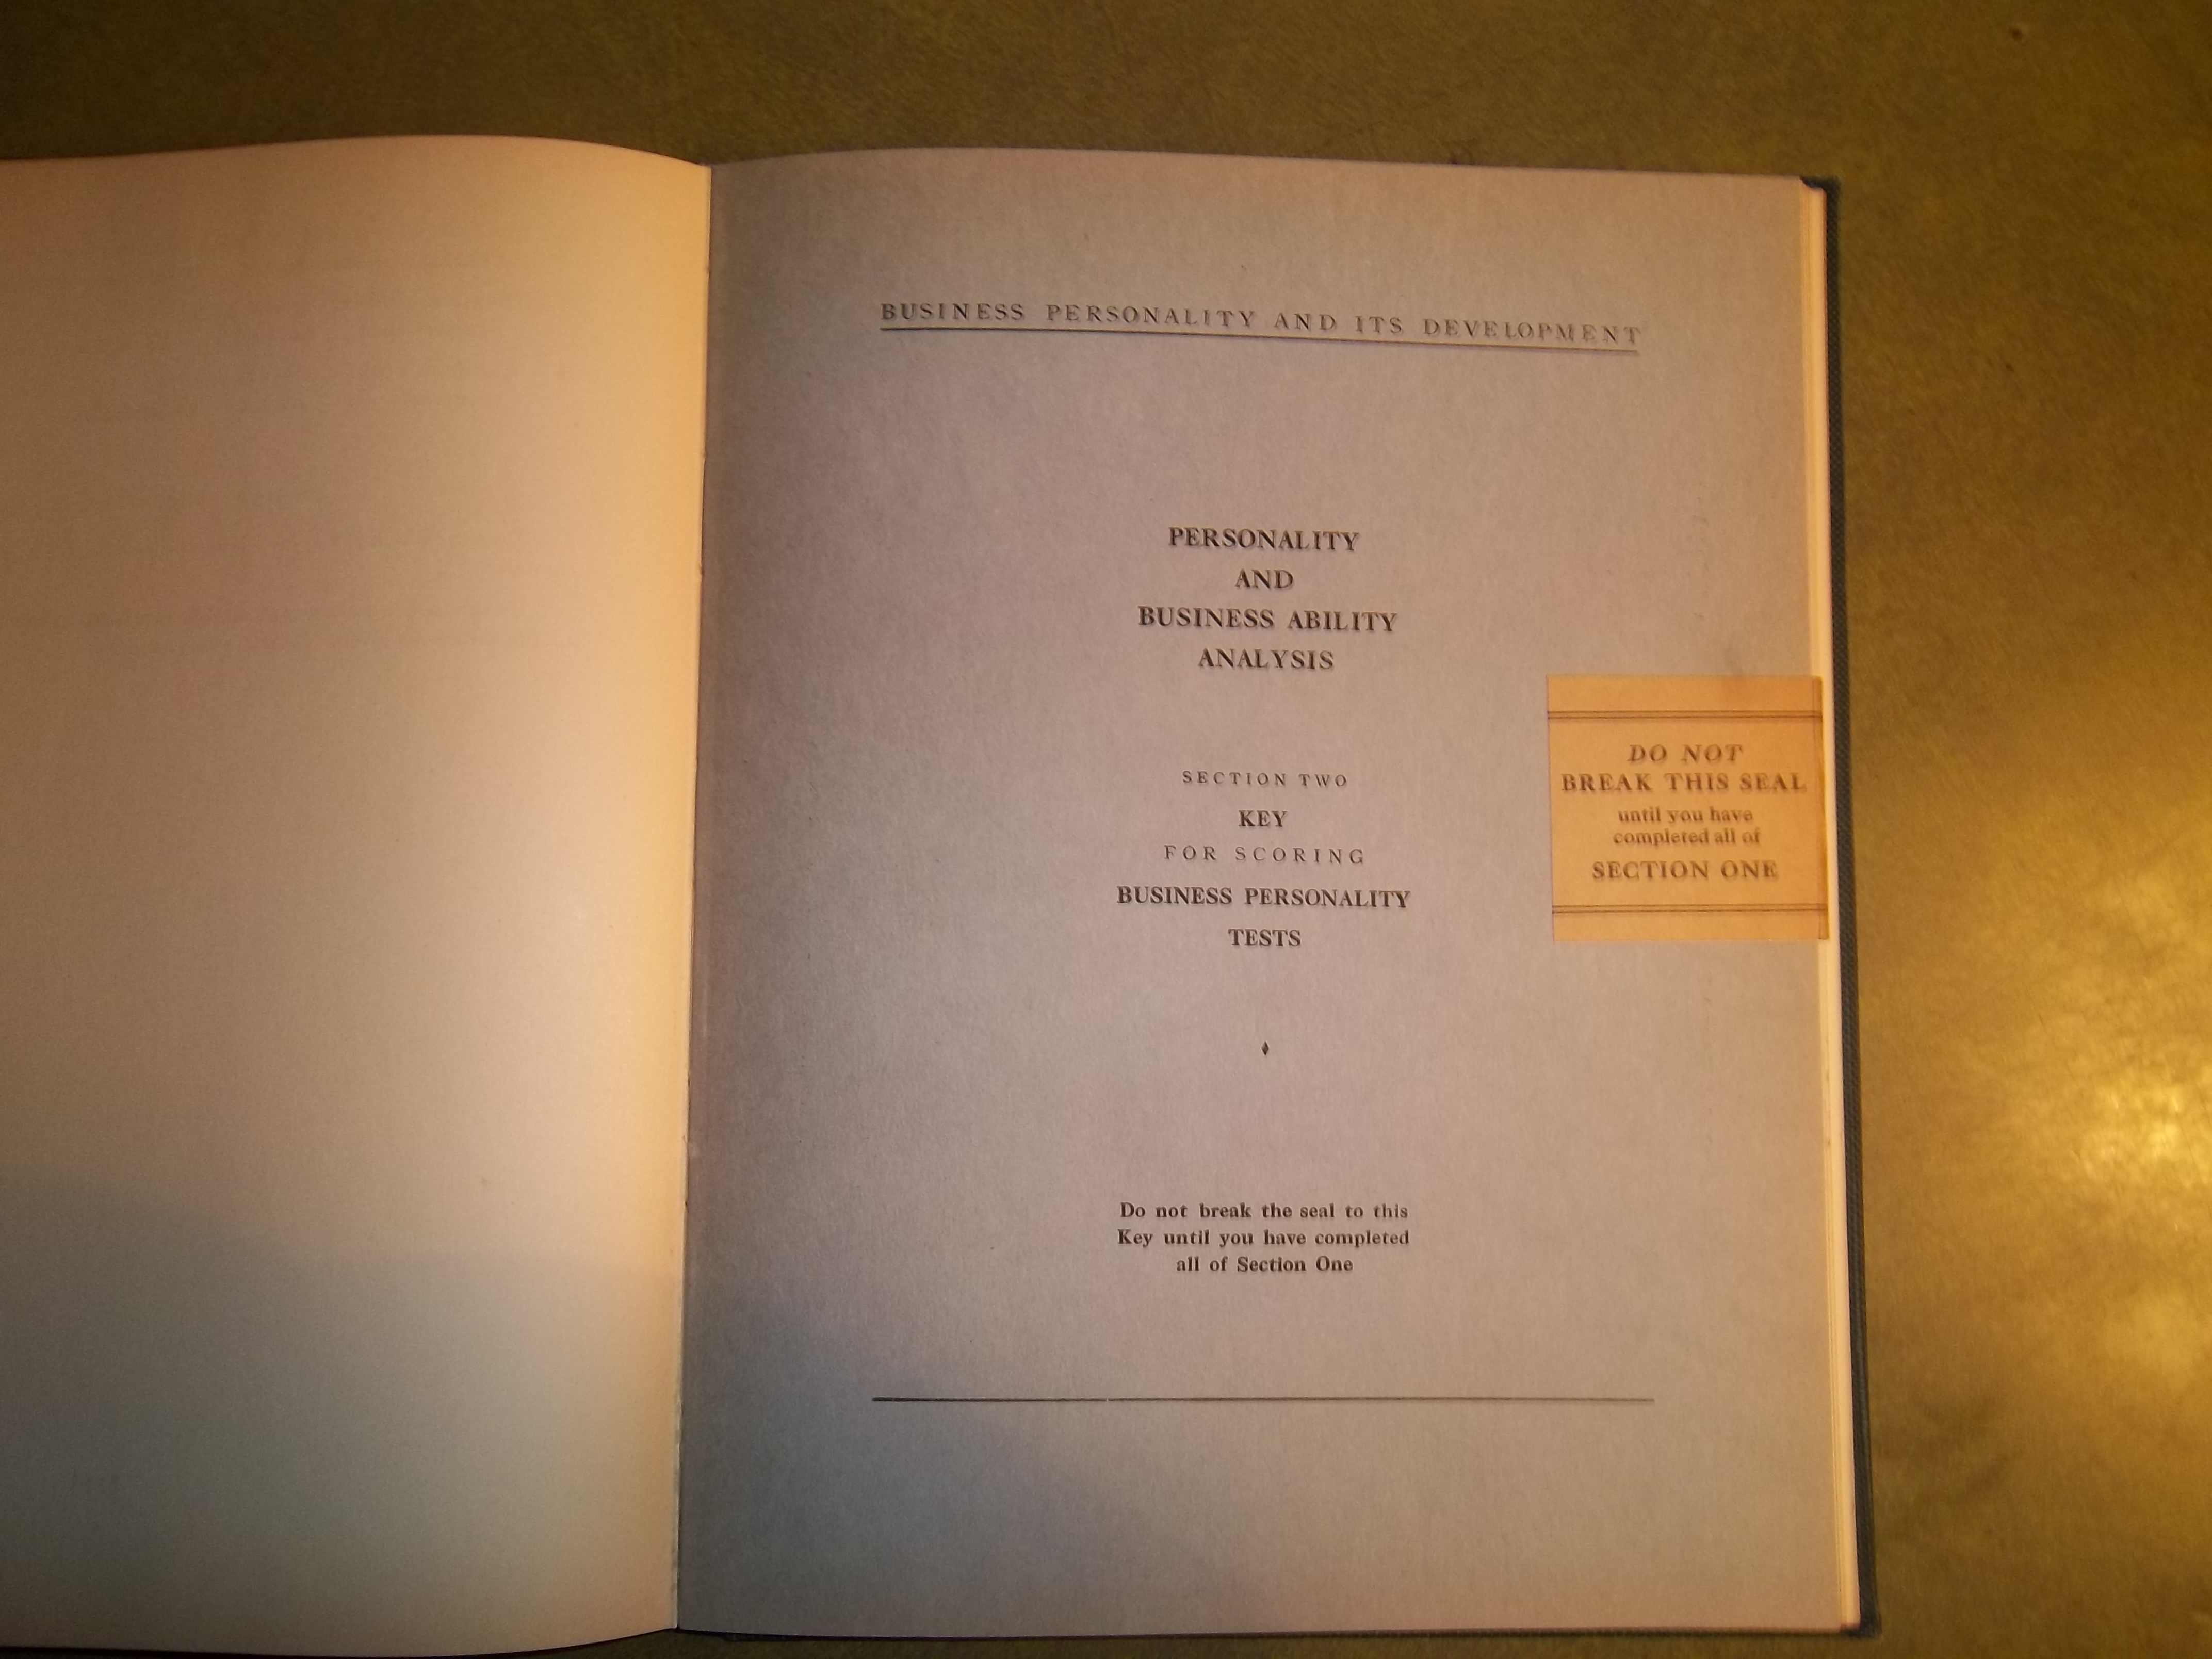 BUSINESS PERSONALITY AND ITS DEVELOPMENT
PERSONALITY
AND
BUSINESS ABILITY
ANALYSIS
SECTION TWO
KEY
FOR SCORING
BUSINESS PERSONALITY
TESTS
Do not break the seal to this
Key until you have completed
all of Section One
DO NOT
BREAK THIS SEAL
until you have
completed all of
SECTION ONE